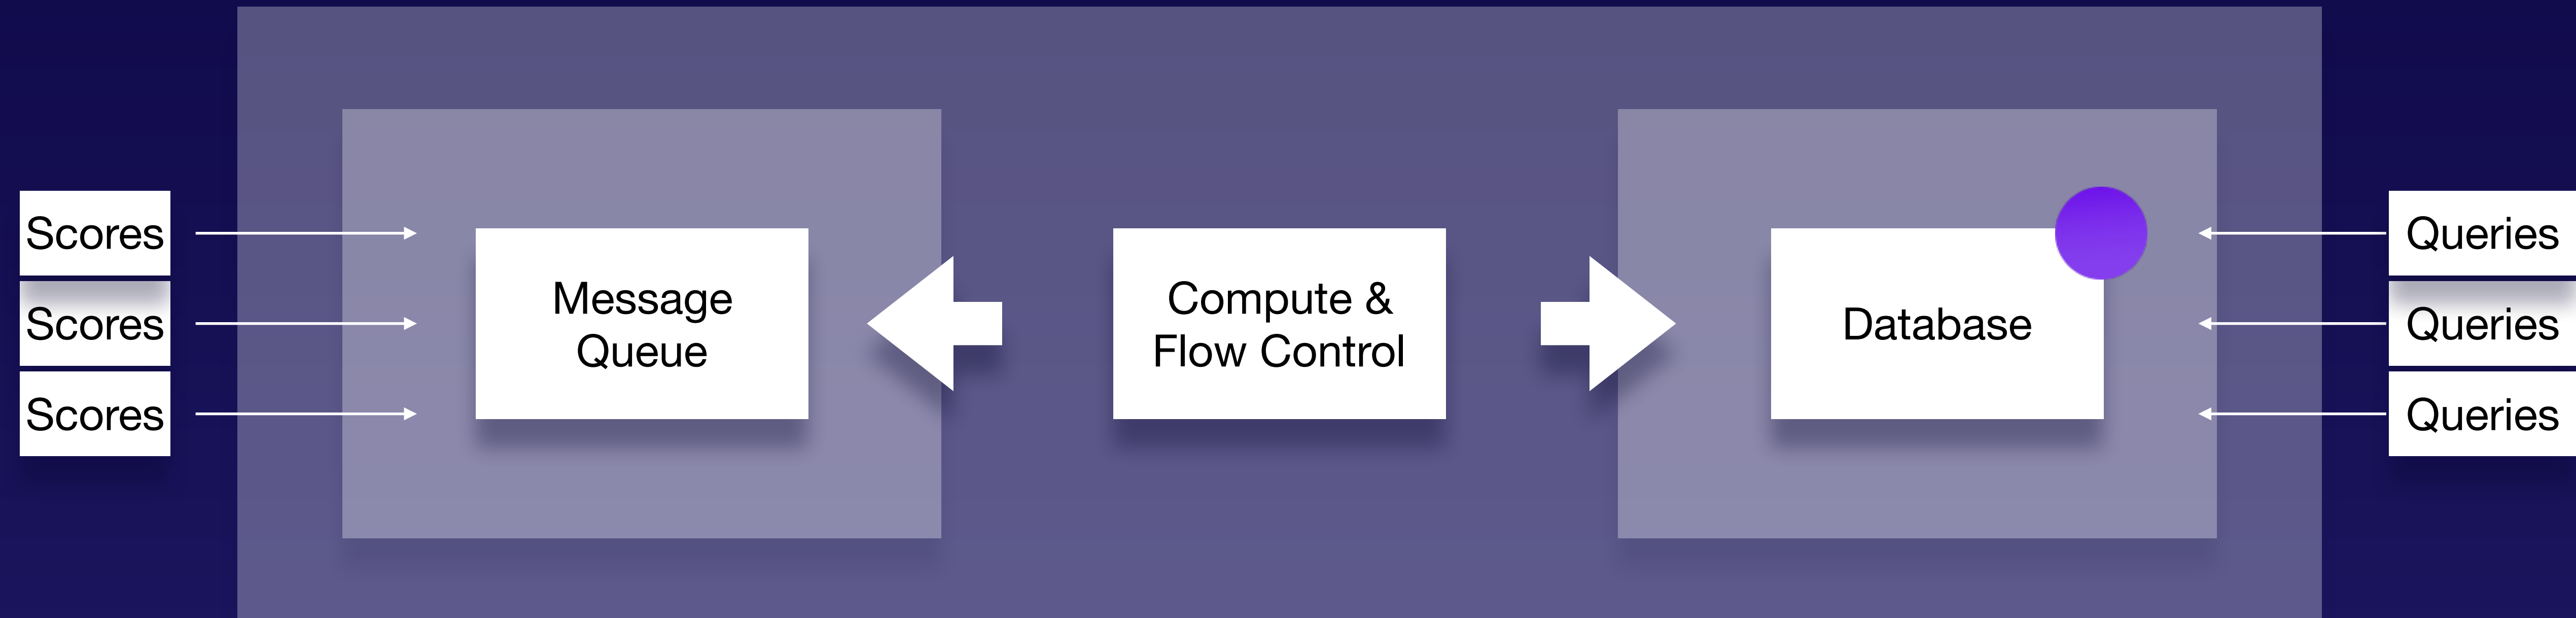 Scores
Scores
Scores
Message
Queue
Compute &
Flow Control
Database
Queries
Queries
Queries